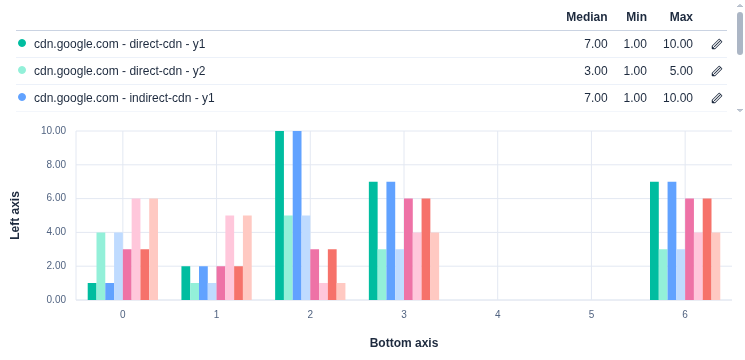 Median Min Max
cdn.google.com - direct-cdn - y1 7.00 1.00 10.00
cdn.google.com - direct-cdn - y2 3.00 1.00 5.00
cdn.google.com - indirect-cdn - y1 7.00 1.00 10.00
10.00
8.00
6.00
4.00
2.00
0.00
Left axis
0 1 2 3 4 5 6
Bottom axis